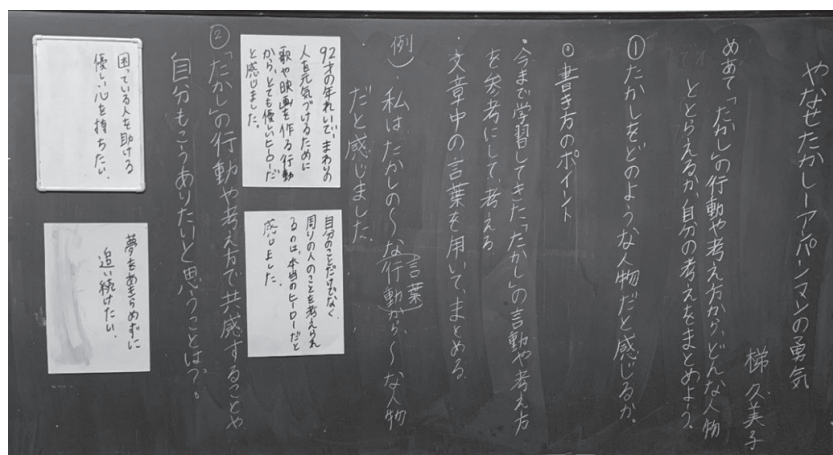 やなせたかしーアンパンマンの勇気
梯 久美子
めあて「たかし」の行動や考え方から、どんな人物
ととらえるか、自分の考えをまとめよう。
①たかしをどのような人物だと感じるか。
◎書き方のポイント
・今まで学習してきた「たかし」の言動や考え方
を参考にして、考える
・文章中の言葉を用いて、まとめる
例)・私はたかしの〜な行動から、〜な人物
言葉
だと感じました。
92才の年れいで、まわりの
人を元気づけるために
歌や映画を作る行動
から、とても優しいヒーローだ
と感じました。
自分のことだけでなく、
周りの人のことを考えられ
るのは、本当のヒーローだと
感じました。
②「たかし」の行動や考え方で共感することや
自分もこうありたいと思うことは?。
困っている人を助ける
優しい心を持ちたい。
夢をあきらめずに
追い続けたい。